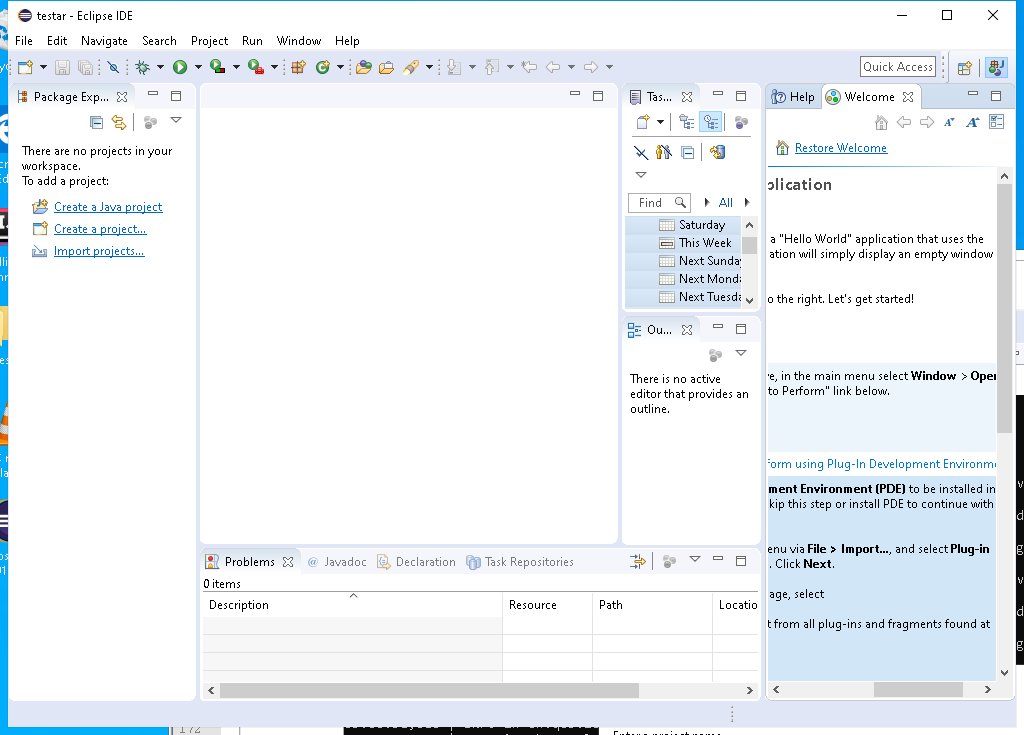 testar - Eclipse IDE
File Edit Navigate Search Project Run Window Help
Quick Access
Package Exp...
There are no projects in your
workspace.
To add a project:
Create a Java project
Create a project...
Import projects...
Tas...
Find All
Saturday
This Week
Next Sunday
Next Monda
Next Tuesda
Ou...
There is no active
editor that provides an
outline.
Help Welcome
Restore Welcome
plication
a "Hello World" application that uses the
ation will simply display an empty window
o the right. Let's get started!
e, in the main menu select Window > Open
to Perform" link below.
form using Plug-In Development Environme
ment Environment (PDE) to be installed in
kip this step or install PDE to continue with
enu via File > Import..., and select Plug-in
. Click Next.
age, select
t from all plug-ins and fragments found at
Problems @ Javadoc Declaration Task Repositories
0 items
Description Resource Path Locatio
172